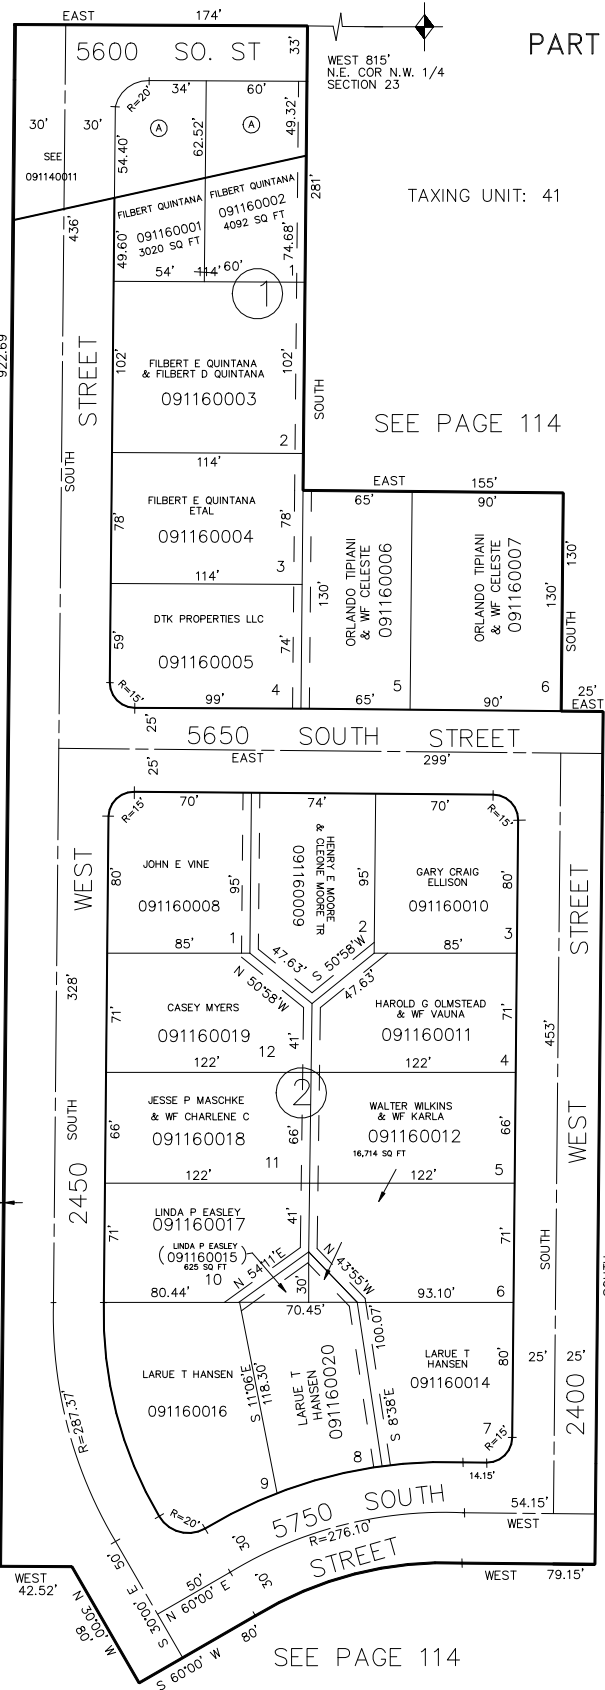 EAST
174'
5600 SO. ST
33'
PART
WEST 815'
N.E. COR N.W. 1/4
SECTION 23
R=20'
34'
60'
30'
30'
A
A
54.40'
62.52'
49.32'
SEE
091140011
281'
TAXING UNIT: 41
436'
FILBERT QUINTANA
091160001
3020 SQ FT
FILBERT QUINTANA
091160002
4092 SQ FT
49.60'
74.68'
54'
114'
60'
1
1
922.69
STREET
102'
FILBERT E QUINTANA
& FILBERT D QUINTANA
091160003
102'
SOUTH
SEE PAGE 114
2
114'
SOUTH
EAST
155'
65'
90'
FILBERT E QUINTANA
ETAL
091160004
78'
78'
3
114'
ORLANDO TIPIANI
& WF CELESTE
091160006
ORLANDO TIPIANI
& WF CELESTE
091160007
130'
130'
130'
SOUTH
DTK PROPERTIES LLC
091160005
59'
74'
4
5
6
R=15'
99'
65'
90'
25'
EAST
25'
5650 SOUTH STREET
25'
EAST
299'
R=15'
70'
74'
70'
R=15'
JOHN E VINE
091160008
80'
95'
1
HENRY E MOORE
& CLEONE MOORE TR
091160009
95'
2
GARY CRAIG
ELLISON
091160010
80'
3
WEST
STREET
85'
47.63'
S 50°58'W
85'
N 50°58'W
47.63'
328'
71'
CASEY MYERS
091160019
12
41'
122'
HAROLD G OLMSTEAD
& WF VAUNA
091160011
71'
122'
4
453'
2
JESSE P MASCHKE
& WF CHARLENE C
091160018
66'
66'
11
122'
WALTER WILKINS
& WF KARLA
091160012
16,714 SQ FT
66'
122'
5
SOUTH
WEST
2450
LINDA P EASLEY
091160017
LINDA P EASLEY
(091160015)
625 SQ FT
10
71'
41'
N 54°11'E
N 43°55'W
71'
SOUTH
80.44'
30'
70.45'
93.10'
6
LARUE T HANSEN
091160016
S 11°06'E
118.30'
LARUE T
HANSEN
091160020
100.07'
S 8°38'E
LARUE T
HANSEN
091160014
80'
25'
25'
2400
R=287.37'
9
8
7
R=15'
14.15'
R=20'
5750 SOUTH
STREET
R=276.10'
54.15'
WEST
30'
30'
50'
50'
WEST
42.52'
WEST
79.15'
N 30°00' W
80'
S 30°00' E
N 60°00' E
S 60°00' W
80'
SEE PAGE 114